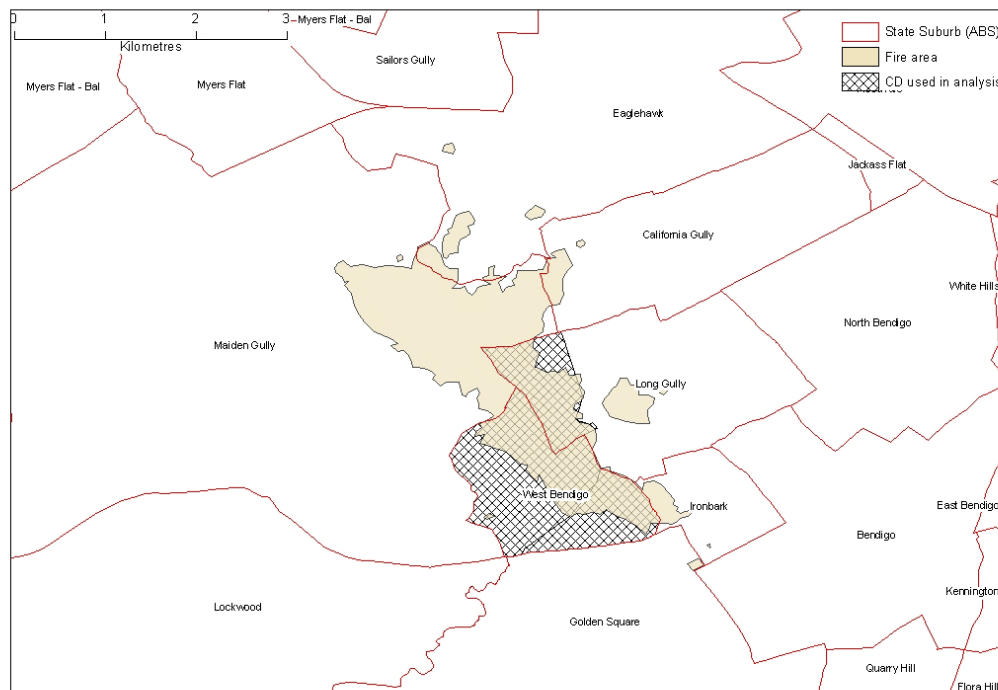 0 1 2 3
Kilometres
Myers Flat - Bal
State Suburb (ABS)
Fire area
CD used in analysis
Sailors Gully
Myers Flat - Bal
Myers Flat
Eaglehawk
Jackass Flat
California Gully
White Hills
North Bendigo
Maiden Gully
Long Gully
West Bendigo
Ironbark
East Bendigo
Bendigo
Kennington
Lockwood
Golden Square
Quarry Hill
Flora Hill